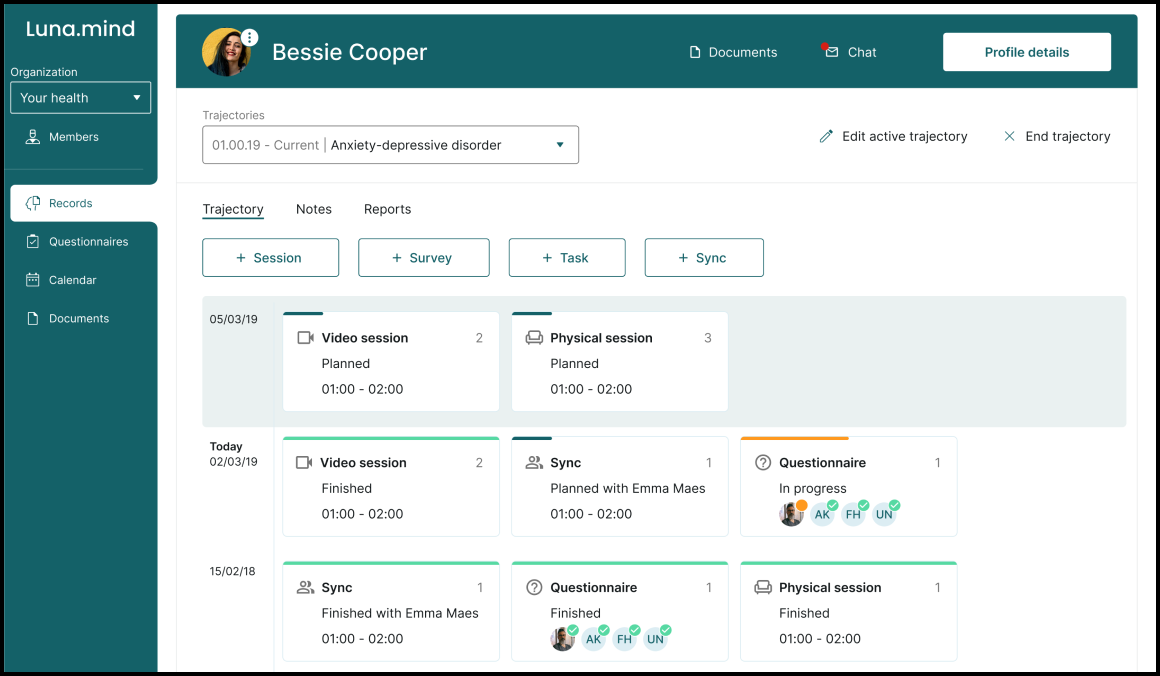 Luna.mind
Organization
Your health
Members
Records
Questionnaires
Calendar
Documents
Bessie Cooper
Documents
Chat
Profile details
Trajectories
01.00.19 - Current | Anxiety-depressive disorder
Edit active trajectory
End trajectory
Trajectory
Notes
Reports
+ Session
+ Survey
+ Task
+ Sync
05/03/19
Video session 2
Planned
01:00 - 02:00
Physical session 3
Planned
01:00 - 02:00
Today
02/03/19
Video session 2
Finished
01:00 - 02:00
Sync 1
Planned with Emma Maes
01:00 - 02:00
Questionnaire 1
In progress
AK FH UN
15/02/18
Sync 1
Finished with Emma Maes
01:00 - 02:00
Questionnaire 1
Finished
AK FH UN
Physical session 1
Finished
01:00 - 02:00